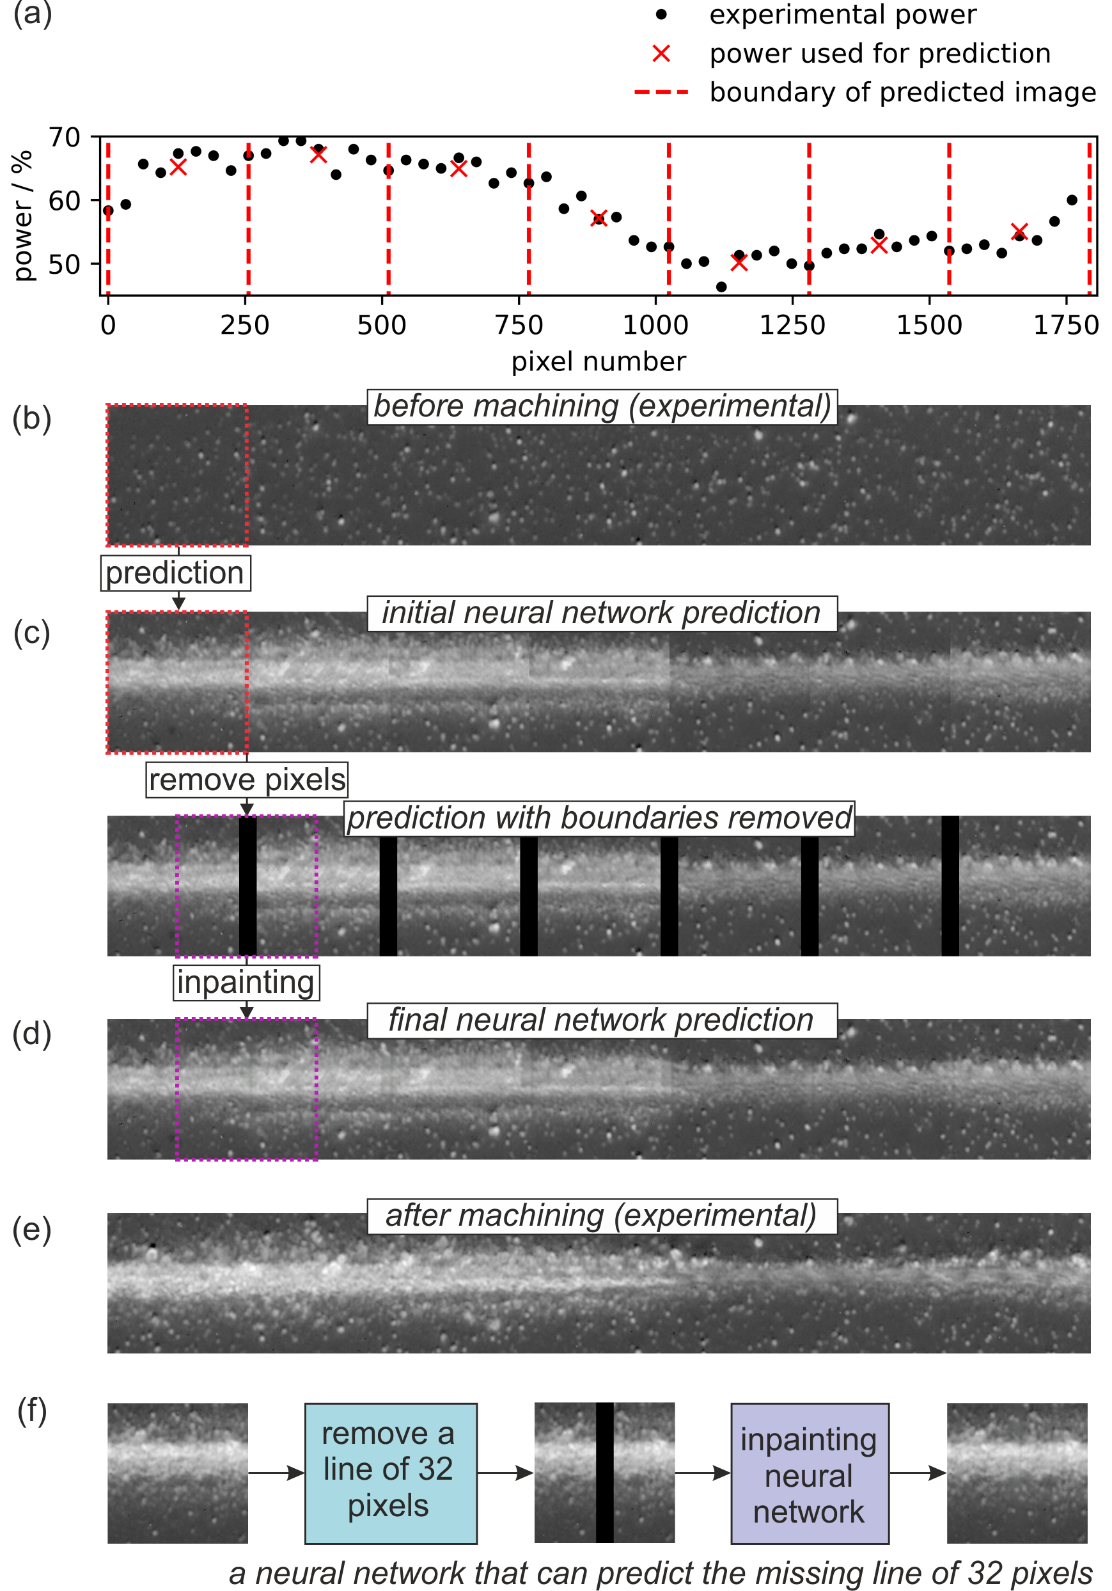 (a)
experimental power
power used for prediction
boundary of predicted image
70
60
50
power / %
0 250 500 750 1000 1250 1500 1750
pixel number
(b)
before machining (experimental)
prediction
(c)
initial neural network prediction
remove pixels
prediction with boundaries removed
inpainting
(d)
final neural network prediction
(e)
after machining (experimental)
(f)
remove a
line of 32
pixels
inpainting
neural
network
a neural network that can predict the missing line of 32 pixels